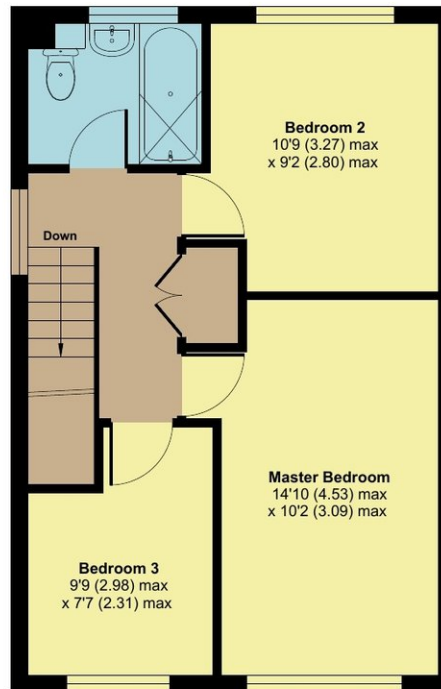 Bedroom 2
10'9 (3.27) max
x 9'2 (2.80) max
Down
Master Bedroom
14'10 (4.53) max
x 10'2 (3.09) max
Bedroom 3
9'9 (2.98) max
x 7'7 (2.31) max